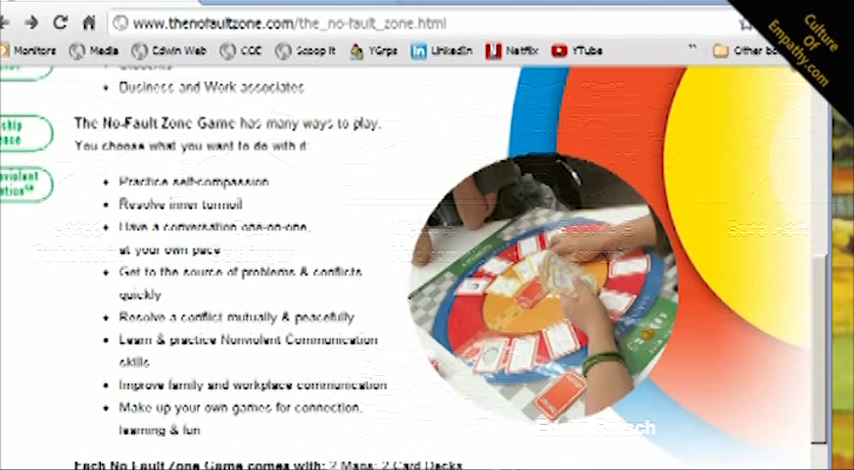 www.thenofaultzone.com/the_no-fault_zone.html
Culture
Of
Empathy.com
Monitors Media Edwin Web CGE Scoop It YGrps LinkedIn Netflix YTube
Students
• Business and Work associates
The No-Fault Zone Game has many ways to play.
You choose what you want to do with it:
• Practice self-compassion
• Resolve inner turmoil
• Have a conversation one-on-one,
at your own pace
• Get to the source of problems & conflicts
quickly
• Resolve a conflict mutually & peacefully
• Learn & practice Nonviolent Communication
skills
• Improve family and workplace communication
• Make up your own games for connection,
learning & fun
Each No Fault Zone Game comes with: 2 Maps; 2 Card Decks